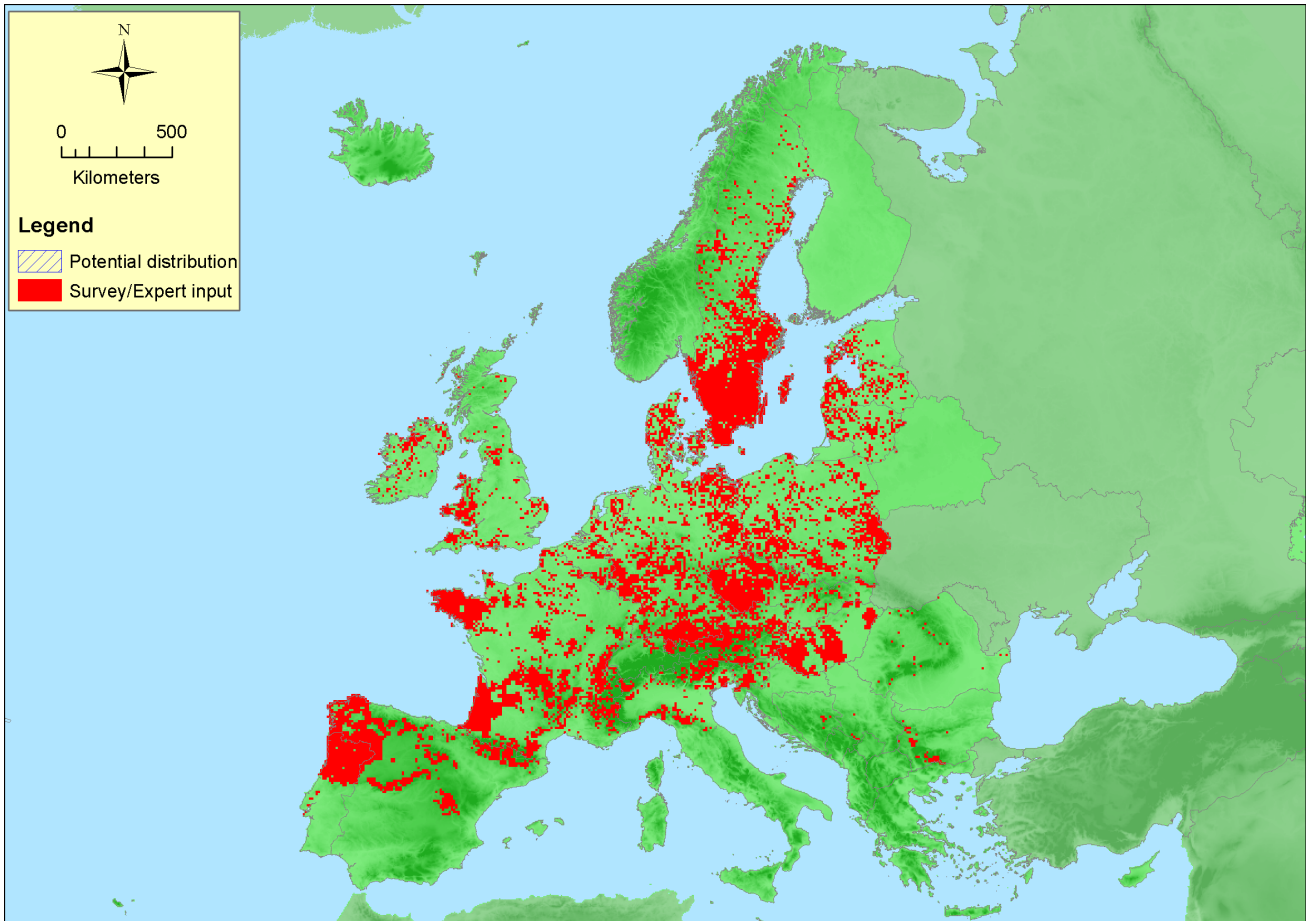 N
0 500
Kilometers
Legend
Potential distribution
Survey/Expert input